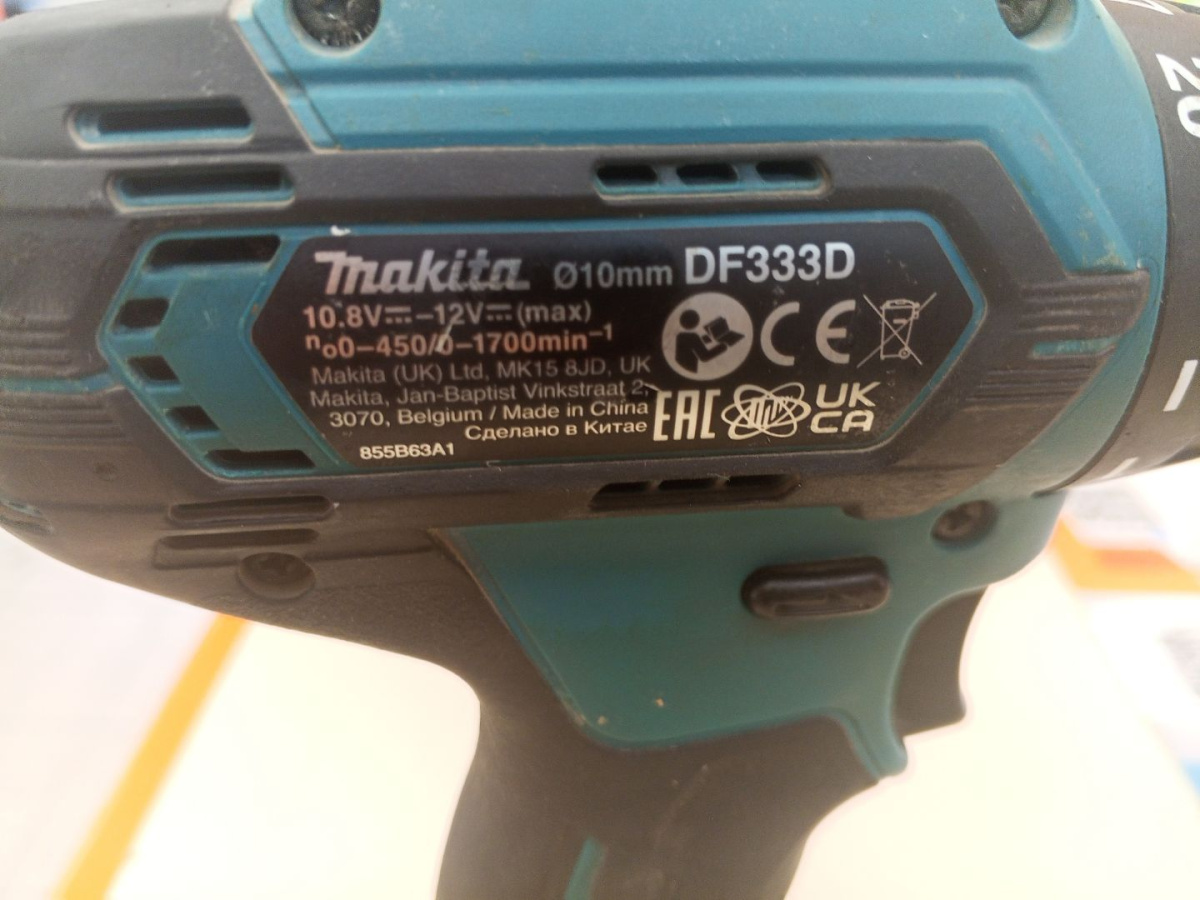 Makita ø10mm DF333D
10.8V⎓–12V⎓(max)
n₀0–450/0–1700min⁻¹
Makita (UK) Ltd, MK15 8JD, UK
Makita, Jan-Baptist Vinkstraat 2,
3070, Belgium / Made in China
Сделано в Китае
855B63A1
CE
EAC
UK
CA
20